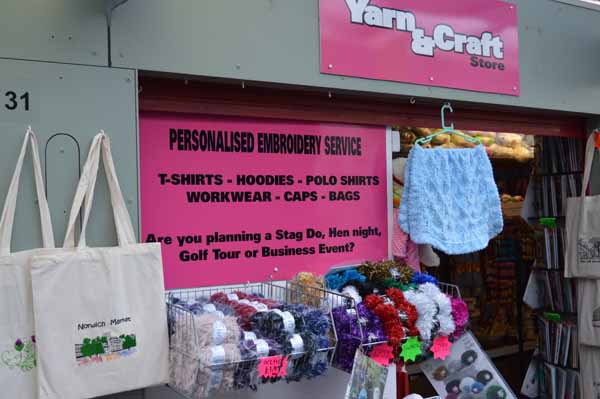 Yarn
& Craft
Store
31
PERSONALISED EMBROIDERY SERVICE
T-SHIRTS - HOODIES - POLO SHIRTS
WORKWEAR - CAPS - BAGS
Are you planning a Stag Do, Hen night,
Golf Tour or Business Event?
Norwich Market